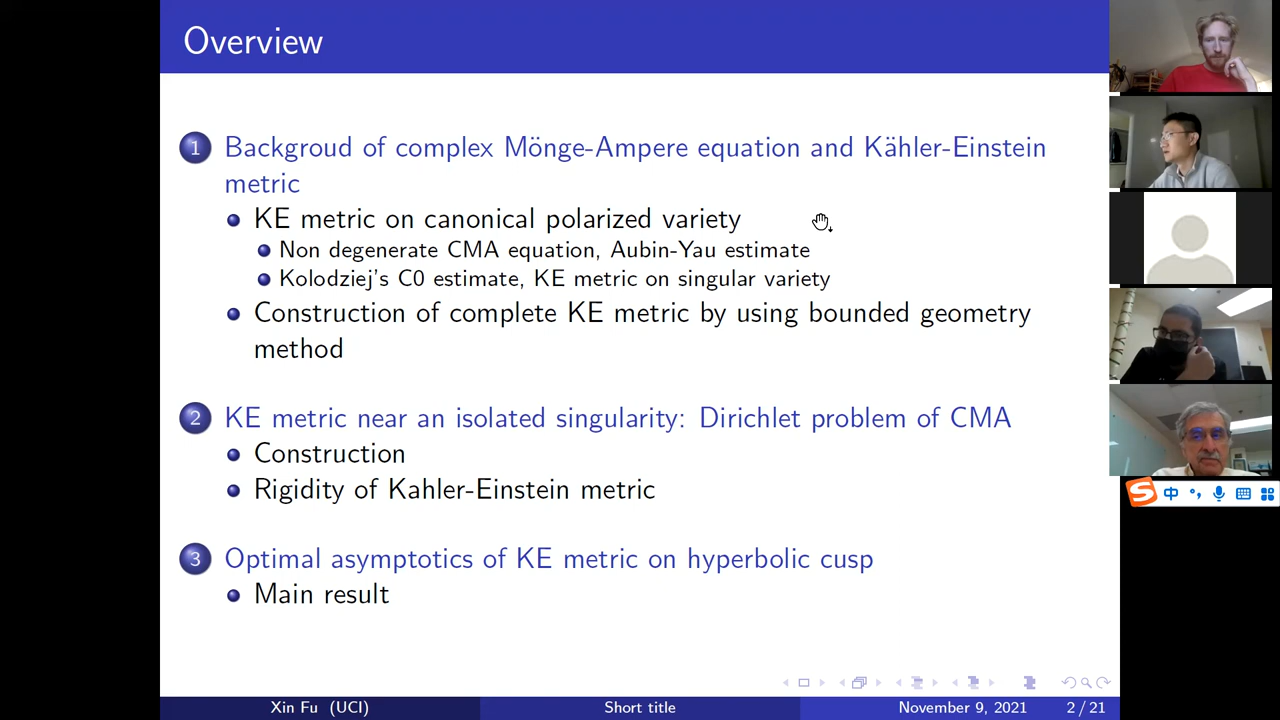 Overview
1 Backgroud of complex Mönge-Ampere equation and Kähler-Einstein
metric
KE metric on canonical polarized variety
Non degenerate CMA equation, Aubin-Yau estimate
Kolodziej's C0 estimate, KE metric on singular variety
Construction of complete KE metric by using bounded geometry
method
2 KE metric near an isolated singularity: Dirichlet problem of CMA
Construction
Rigidity of Kahler-Einstein metric
3 Optimal asymptotics of KE metric on hyperbolic cusp
Main result
S 中
Xin Fu (UCI) Short title November 9, 2021 2 / 21